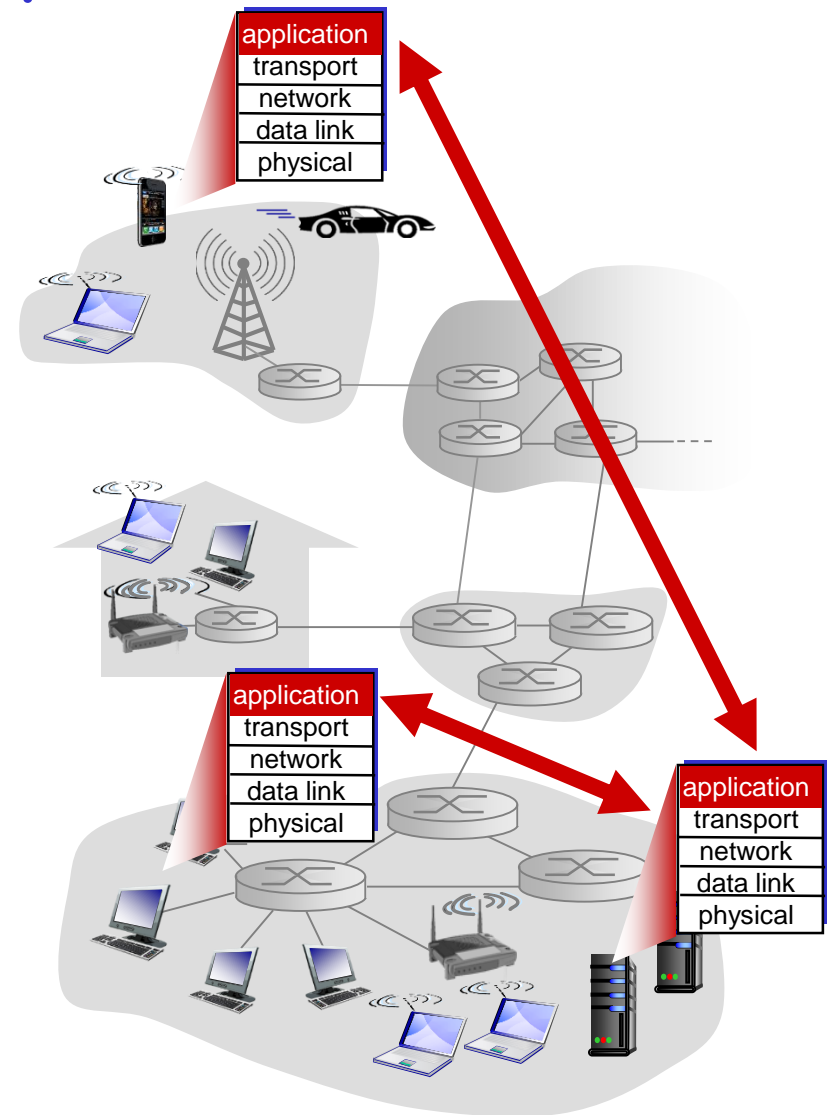 application
transport
network
data link
physical
application
transport
network
data link
physical
application
transport
network
data link
physical